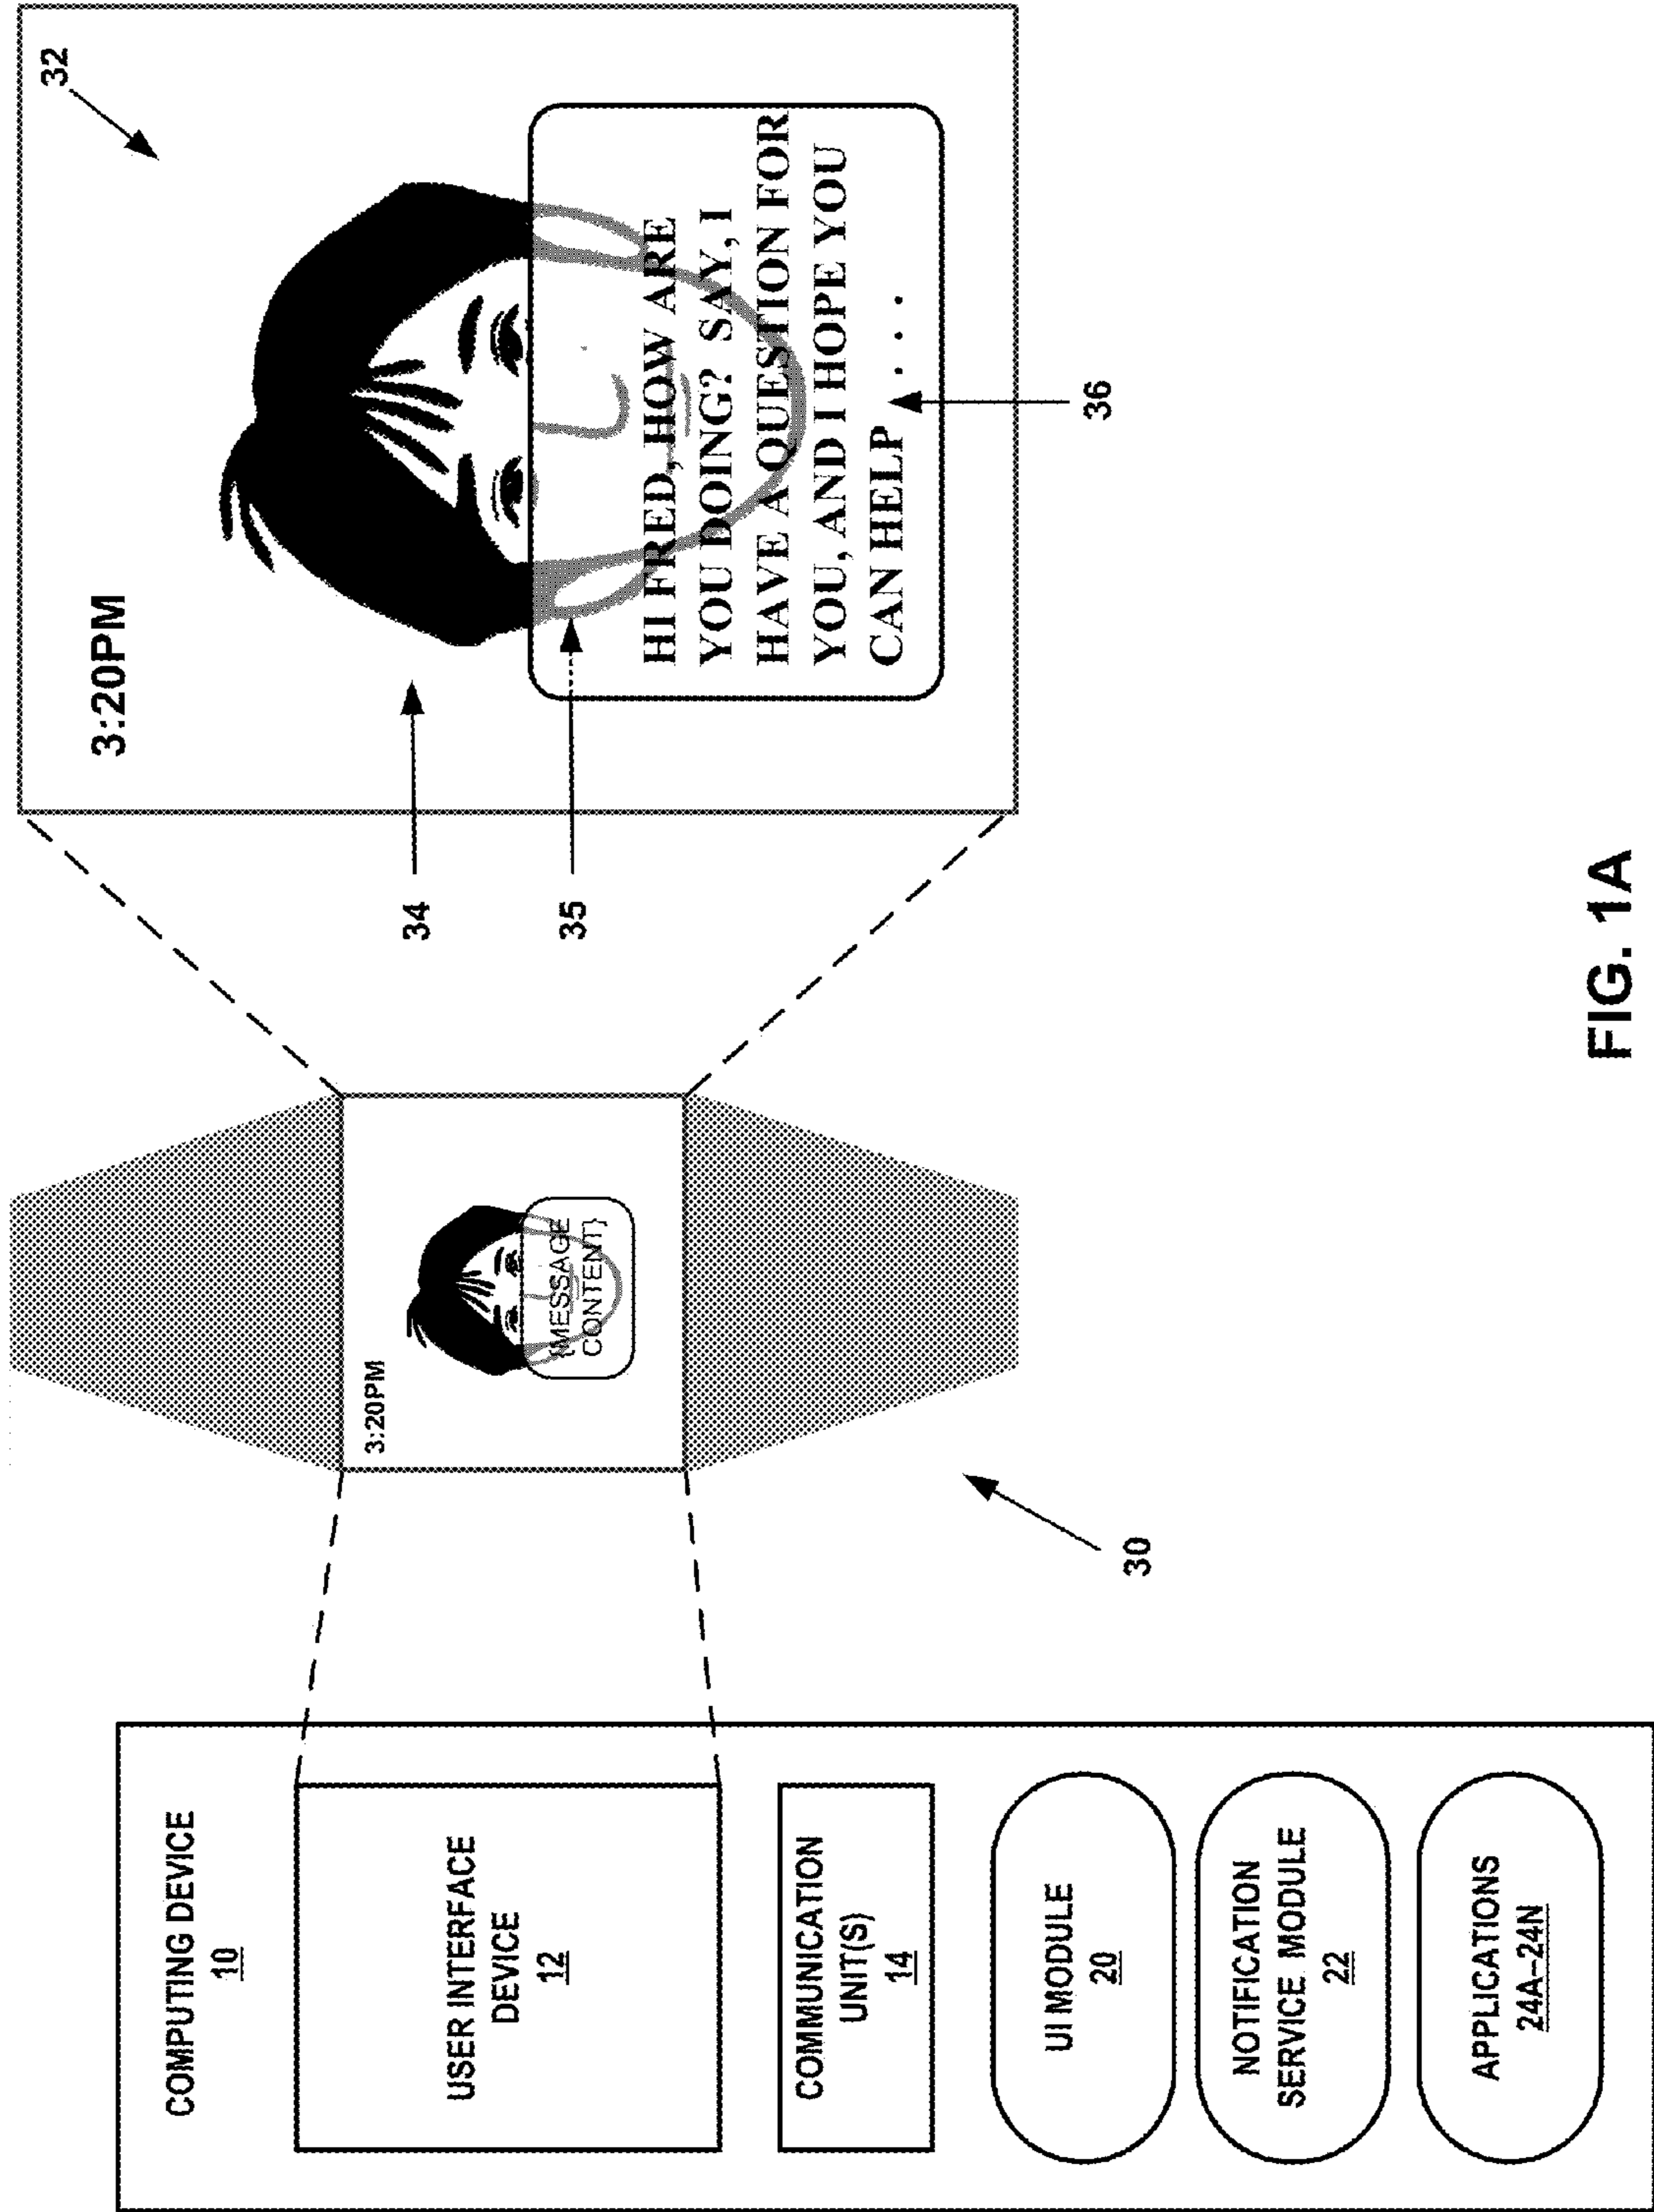 COMPUTING DEVICE
10
USER INTERFACE
DEVICE
12
COMMUNICATION
UNIT(S)
14
UI MODULE
20
NOTIFICATION
SERVICE MODULE
22
APPLICATIONS
24A–24N
3:20PM
{MESSAGE
CONTENT}
30
3:20PM
HI FRED, HOW ARE
YOU DOING?  SAY, I
HAVE A QUESTION FOR
YOU, AND I HOPE YOU
CAN HELP . . . .
32
34
35
36
FIG. 1A